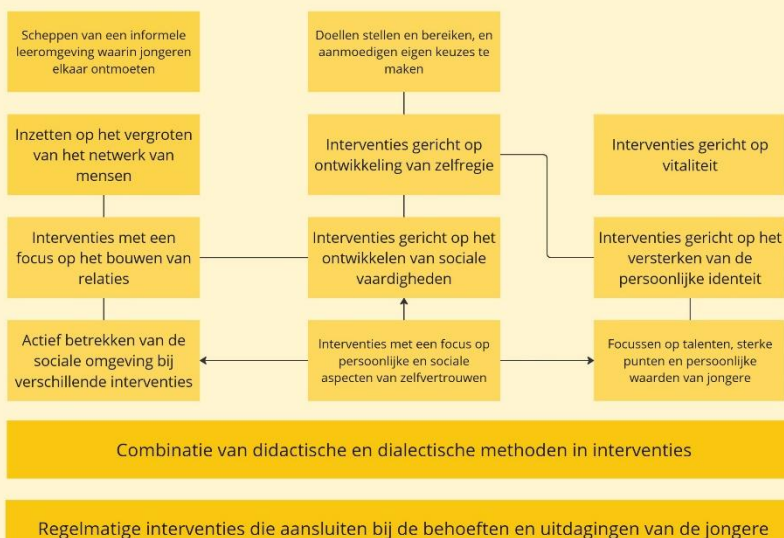 Scheppen van een informele
leeromgeving waarin jongeren
elkaar ontmoeten
Doellen stellen en bereiken, en
aanmoedigen eigen keuzes te
maken
Inzetten op het vergroten
van het netwerk van
mensen
Interventies gericht op
ontwikkeling van zelfregie
Interventies gericht op
vitaliteit
Interventies met een
focus op het bouwen van
relaties
Interventies gericht op het
ontwikkelen van sociale
vaardigheden
Interventies gericht op het
versterken van de
persoonlijke identeit
Actief betrekken van de
sociale omgeving bij
verschillende interventies
Interventies met een focus op
persoonlijke en sociale
aspecten van zelfvertrouwen
Focussen op talenten, sterke
punten en persoonlijke
waarden van jongere
Combinatie van didactische en dialectische methoden in interventies
Regelmatige interventies die aansluiten bij de behoeften en uitdagingen van de jongere